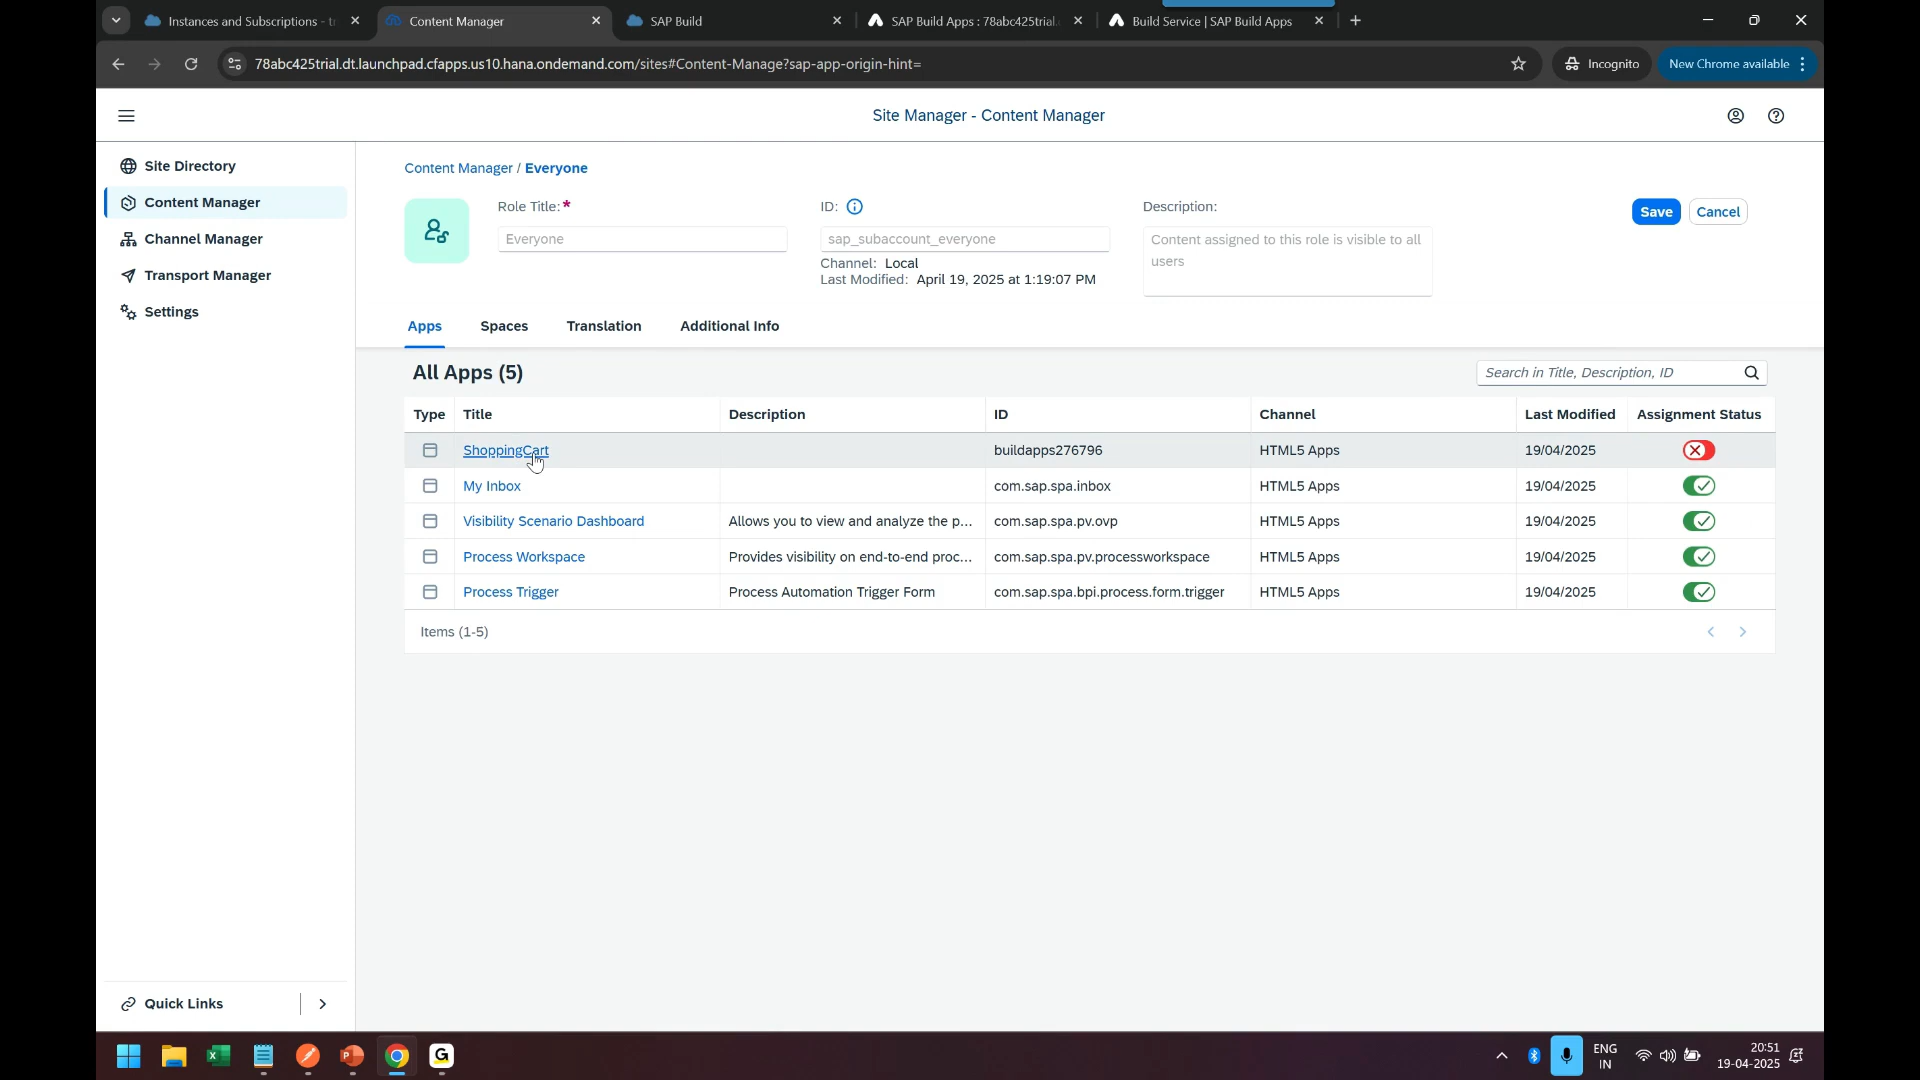 Instances and Subscriptions - tr
Content Manager
SAP Build
SAP Build Apps : 78abc425trial.
Build Service | SAP Build Apps
78abc425trial.dt.launchpad.cfapps.us10.hana.ondemand.com/sites#Content-Manage?sap-app-origin-hint=
Incognito
New Chrome available
Site Manager - Content Manager
Site Directory
Content Manager
Channel Manager
Transport Manager
Settings
Quick Links
Content Manager / Everyone
Role Title:*
Everyone
ID:
sap_subaccount_everyone
Channel: Local
Last Modified: April 19, 2025 at 1:19:07 PM
Description:
Content assigned to this role is visible to all
users
Save Cancel
Apps Spaces Translation Additional Info
All Apps (5)
Search in Title, Description, ID
Type Title Description ID Channel Last Modified Assignment Status
ShoppingCart buildapps276796 HTML5 Apps 19/04/2025
My Inbox com.sap.spa.inbox HTML5 Apps 19/04/2025
Visibility Scenario Dashboard Allows you to view and analyze the p... com.sap.spa.pv.ovp HTML5 Apps 19/04/2025
Process Workspace Provides visibility on end-to-end proc... com.sap.spa.pv.processworkspace HTML5 Apps 19/04/2025
Process Trigger Process Automation Trigger Form com.sap.spa.bpi.process.form.trigger HTML5 Apps 19/04/2025
Items (1-5)
ENG
IN
20:51
19-04-2025